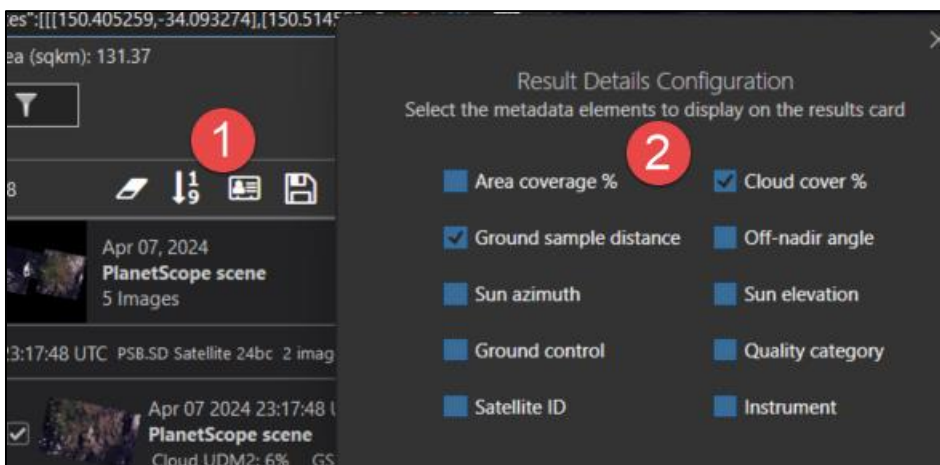 tes":[[[150.405259,-34.093274],[150.514
ea (sqkm): 131.37
1
8
Apr 07, 2024
PlanetScope scene
5 Images
23:17:48 UTC PSB.SD Satellite 24bc 2 imag
Apr 07 2024 23:17:48 U
PlanetScope scene
Cloud UDM2: 6% GS
Result Details Configuration
Select the metadata elements to display on the results card
2
Area coverage %
Cloud cover %
Ground sample distance
Off-nadir angle
Sun azimuth
Sun elevation
Ground control
Quality category
Satellite ID
Instrument